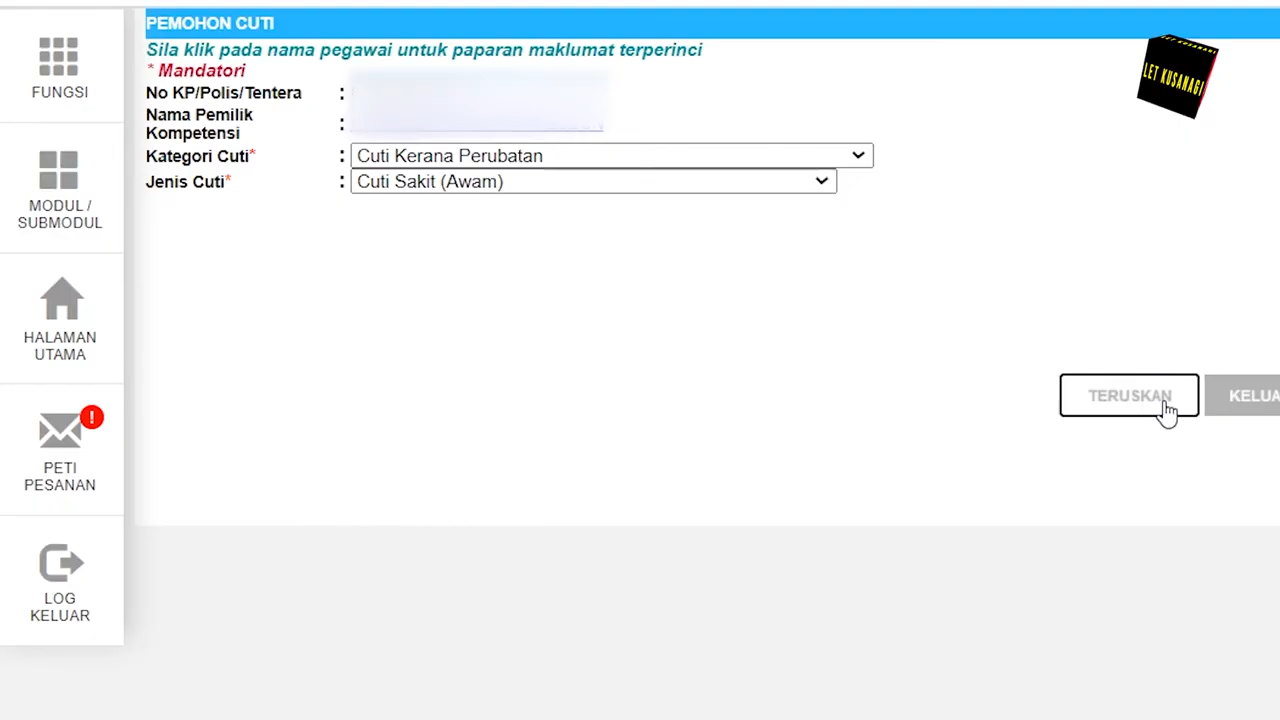 PEMOHON CUTI
Sila klik pada nama pegawai untuk paparan maklumat terperinci
* Mandatori
No KP/Polis/Tentera :
Nama Pemilik
Kompetensi :
Kategori Cuti* : Cuti Kerana Perubatan
Jenis Cuti* : Cuti Sakit (Awam)
TERUSKAN
KELUA
FUNGSI
MODUL /
SUBMODUL
HALAMAN
UTAMA
!
PETI
PESANAN
LOG
KELUAR
LET KUSANAGI